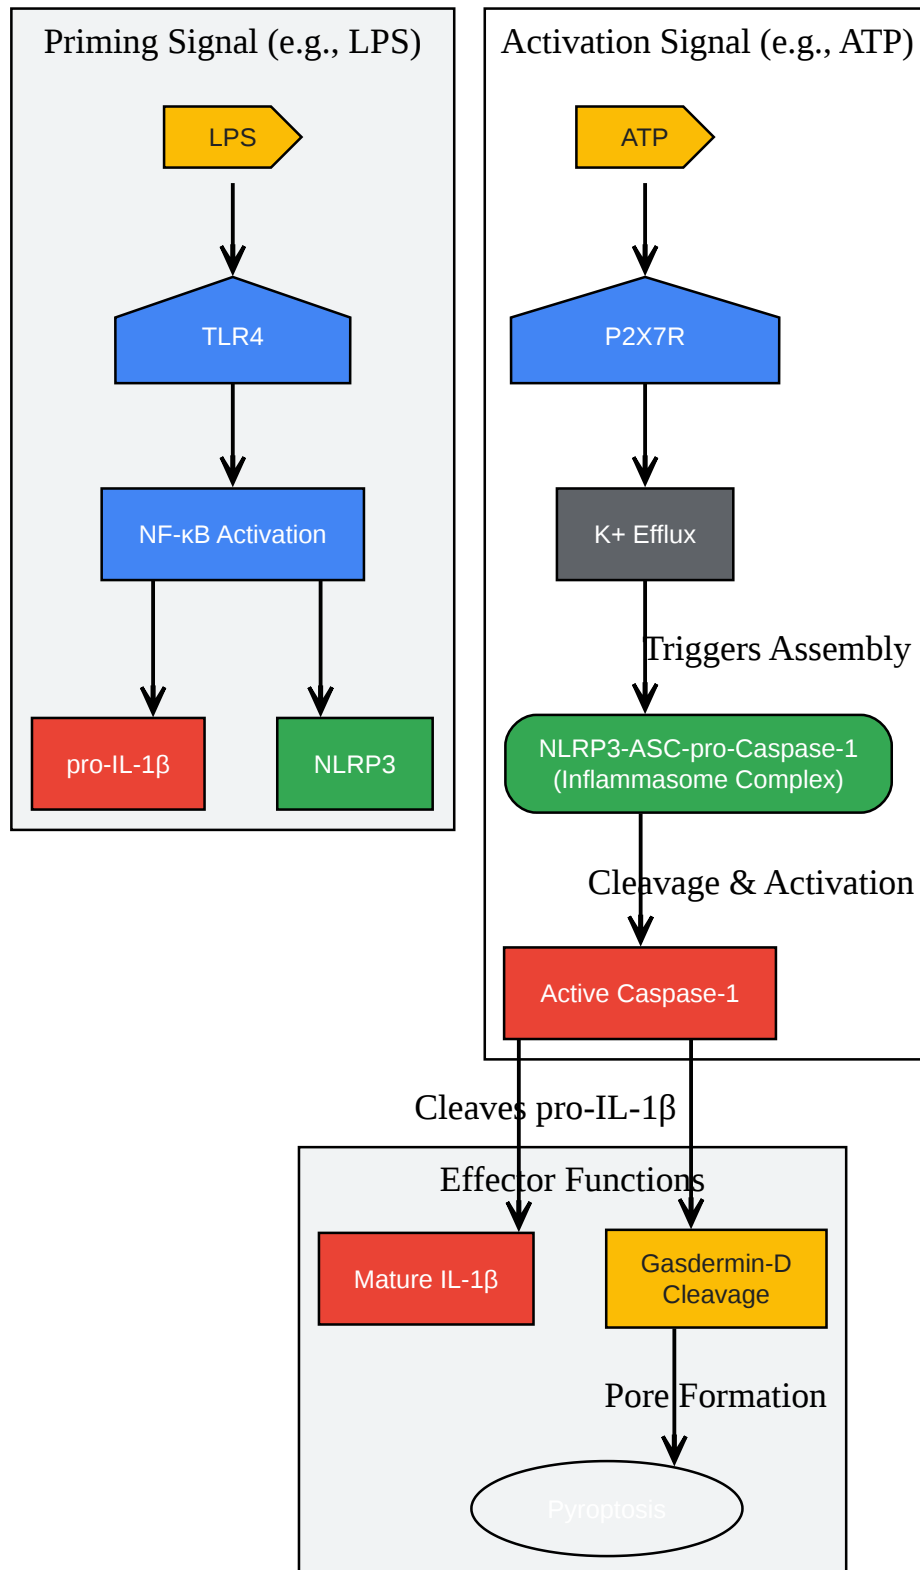 Priming Signal (e.g., LPS)
LPS
TLR4
NF-κB Activation
pro-IL-1β
NLRP3
Activation Signal (e.g., ATP)
ATP
P2X7R
K+ Efflux
Triggers Assembly
NLRP3-ASC-pro-Caspase-1
(Inflammasome Complex)
Cleavage & Activation
Active Caspase-1
Cleaves pro-IL-1β
Effector Functions
Mature IL-1β
Gasdermin-D
Cleavage
Pore Formation
Pyroptosis